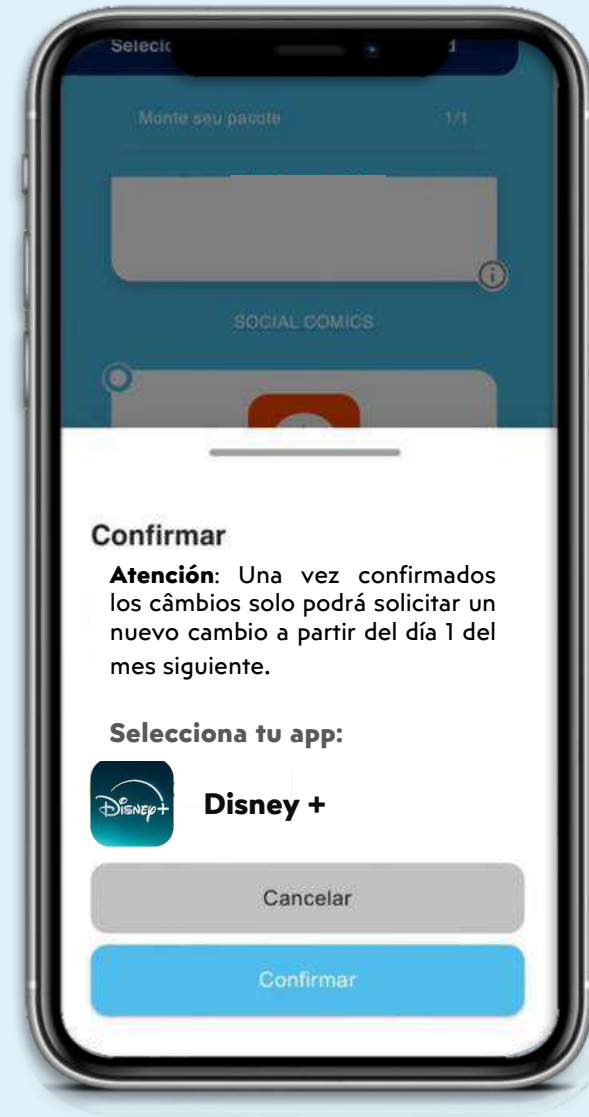 Monte seu pacote 1/1
SOCIAL COMICS
Confirmar
Atención: Una vez confirmados
los câmbios solo podrá solicitar un
nuevo cambio a partir del día 1 del
mes siguiente.
Selecciona tu app:
Disney+
Disney +
Cancelar
Confirmar